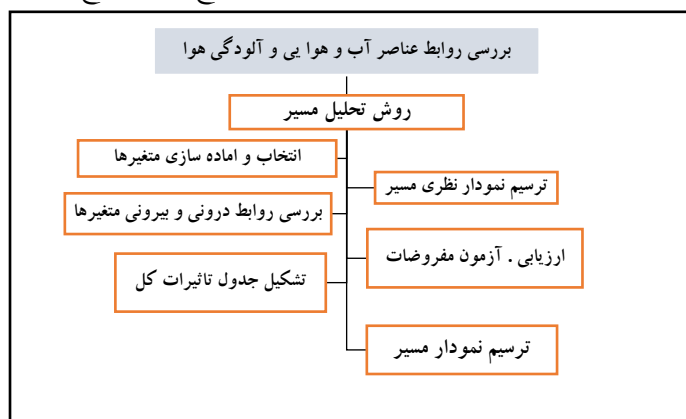 بررسی روابط عناصر آب و هوا یی و آلودگی هوا
روش تحلیل مسیر
انتخاب و اماده سازی متغیرها
ترسیم نمودار نظری مسیر
بررسی روابط درونی و بیرونی متغیرها
ارزیابی . آزمون مفروضات
تشکیل جدول تاثیرات کل
ترسیم نمودار مسیر